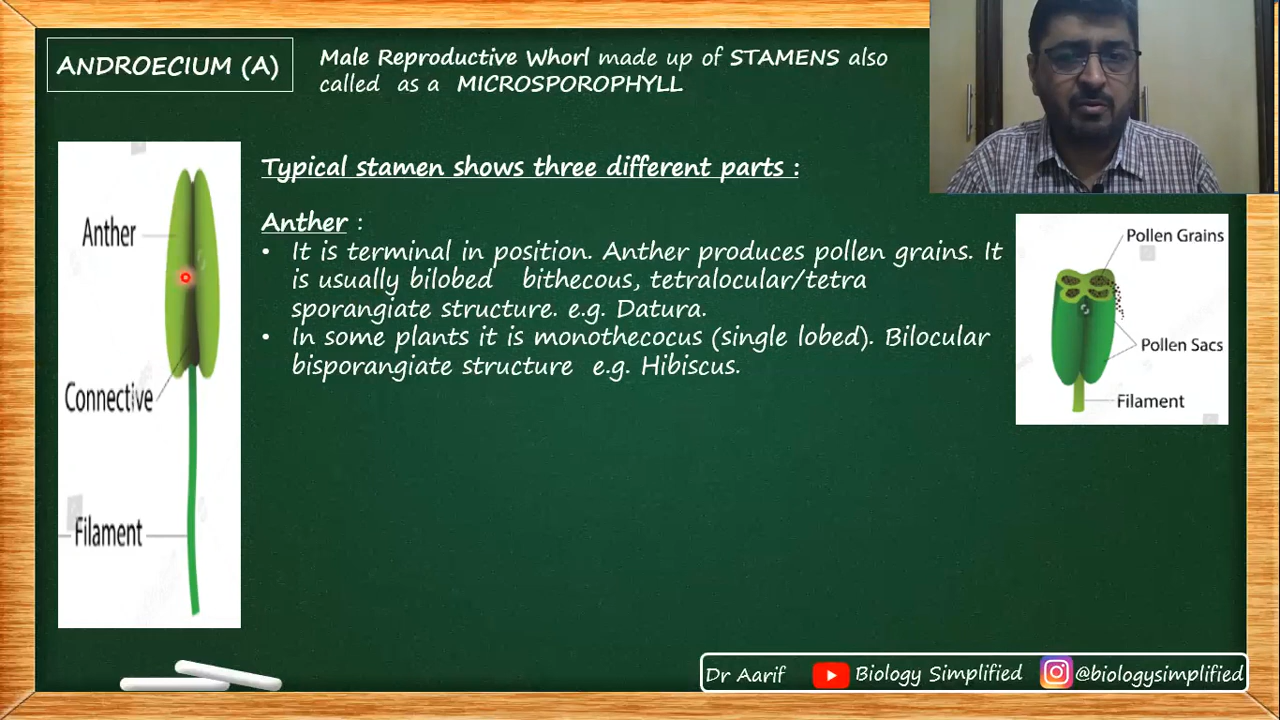 ANDROECIUM (A)
Male Reproductive Whorl made up of STAMENS also
called as a MICROSPOROPHYLL
Typical stamen shows three different parts :
Anther :
• It is terminal in position. Anther produces pollen grains. It
is usually bilobed bithecous, tetralocular/tetra
sporangiate structure. e.g. Datura.
• In some plants it is monothecocus (single lobed). Bilocular
bisporangiate structure e.g. Hibiscus.
Anther
Connective
Filament
Pollen Grains
Pollen Sacs
Filament
Dr Aarif Biology Simplified @biologysimplified